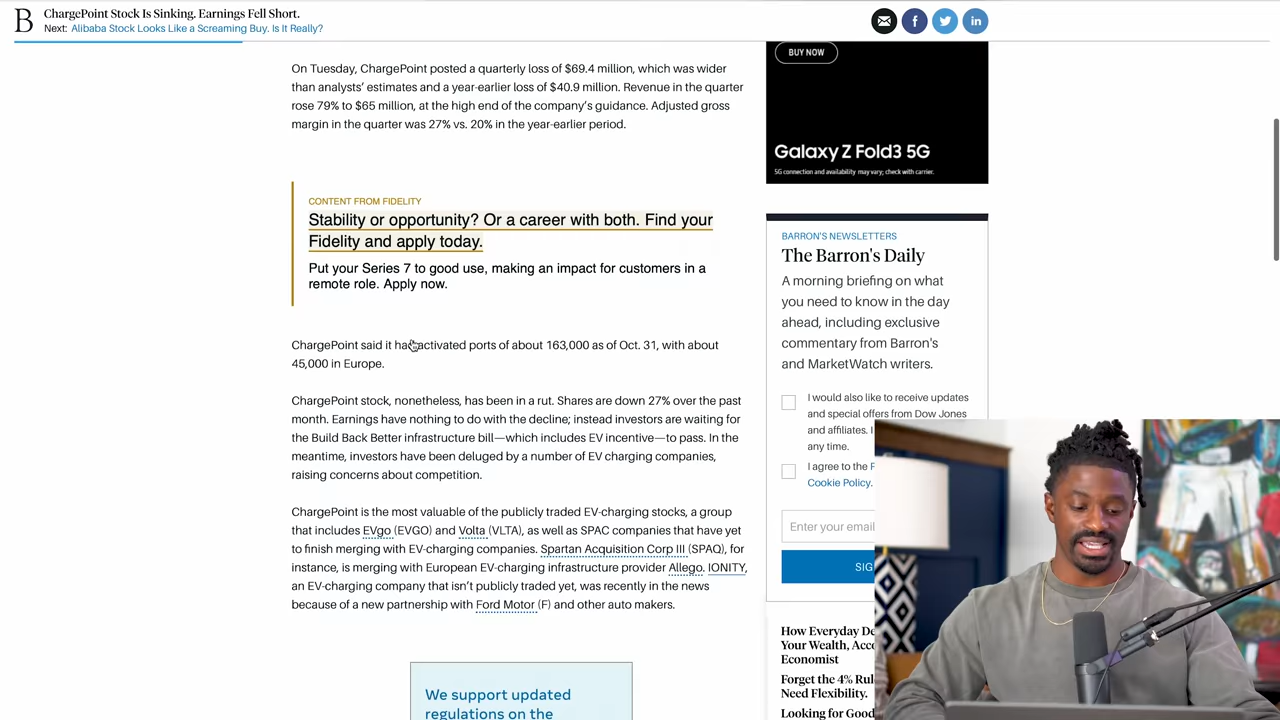 B
ChargePoint Stock Is Sinking. Earnings Fell Short.
Next: Alibaba Stock Looks Like a Screaming Buy. Is It Really?
f
in
On Tuesday, ChargePoint posted a quarterly loss of $69.4 million, which was wider
than analysts' estimates and a year-earlier loss of $40.9 million. Revenue in the quarter
rose 79% to $65 million, at the high end of the company's guidance. Adjusted gross
margin in the quarter was 27% vs. 20% in the year-earlier period.
CONTENT FROM FIDELITY
Stability or opportunity? Or a career with both. Find your
Fidelity and apply today.
Put your Series 7 to good use, making an impact for customers in a
remote role. Apply now.
ChargePoint said it has activated ports of about 163,000 as of Oct. 31, with about
45,000 in Europe.
ChargePoint stock, nonetheless, has been in a rut. Shares are down 27% over the past
month. Earnings have nothing to do with the decline; instead investors are waiting for
the Build Back Better infrastructure bill—which includes EV incentive—to pass. In the
meantime, investors have been deluged by a number of EV charging companies,
raising concerns about competition.
ChargePoint is the most valuable of the publicly traded EV-charging stocks, a group
that includes EVgo (EVGO) and Volta (VLTA), as well as SPAC companies that have yet
to finish merging with EV-charging companies. Spartan Acquisition Corp III (SPAQ), for
instance, is merging with European EV-charging infrastructure provider Allego. IONITY,
an EV-charging company that isn't publicly traded yet, was recently in the news
because of a new partnership with Ford Motor (F) and other auto makers.
We support updated
regulations on the
BUY NOW
Galaxy Z Fold3 5G
5G connection and availability may vary; check with carrier.
BARRON'S NEWSLETTERS
The Barron's Daily
A morning briefing on what
you need to know in the day
ahead, including exclusive
commentary from Barron's
and MarketWatch writers.
I would also like to receive updates
and special offers from Dow Jones
and affiliates. I
any time.
I agree to the
Cookie Policy.
Enter your email
SIG
How Everyday De
Your Wealth, Acco
Economist
Forget the 4% Rul
Need Flexibility.
Looking for Good